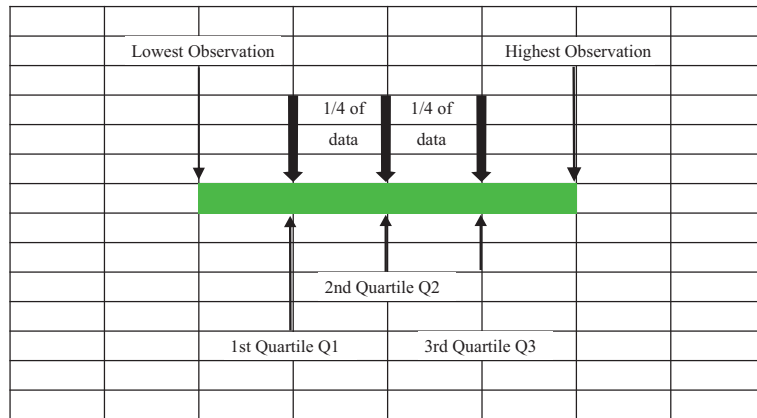 Lowest Observation
Highest Observation
1/4 of
data
1/4 of
data
2nd Quartile Q2
1st Quartile Q1
3rd Quartile Q3